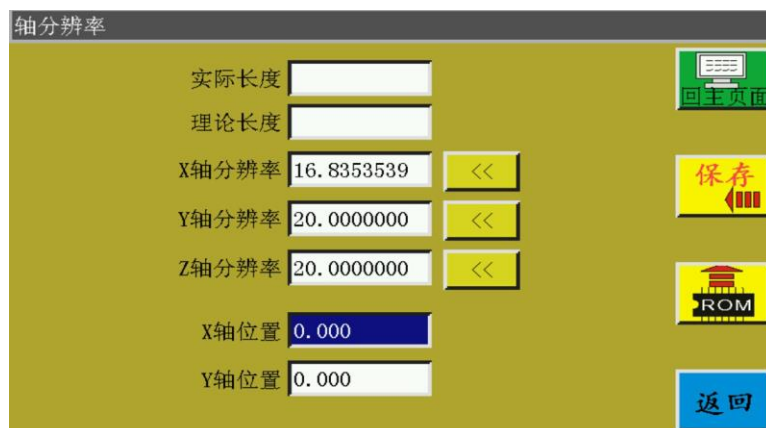 轴分辨率
实际长度
回主页面
理论长度
X轴分辨率 16.8353539 <<
保存
Y轴分辨率 20.0000000 <<
Z轴分辨率 20.0000000 <<
ROM
X轴位置 0.000
Y轴位置 0.000
返回